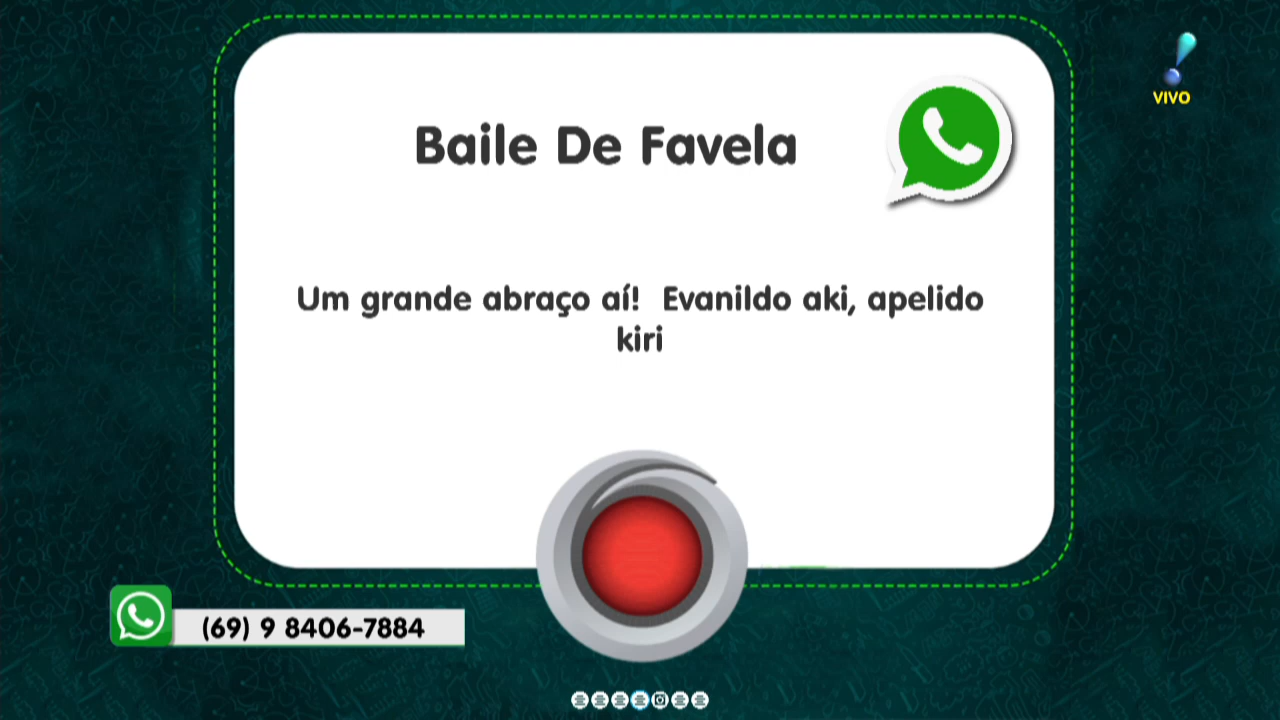 Baile De Favela
VIVO
Um grande abraço aí! Evanildo aki, apelido
kiri
(69) 9 8406-7884